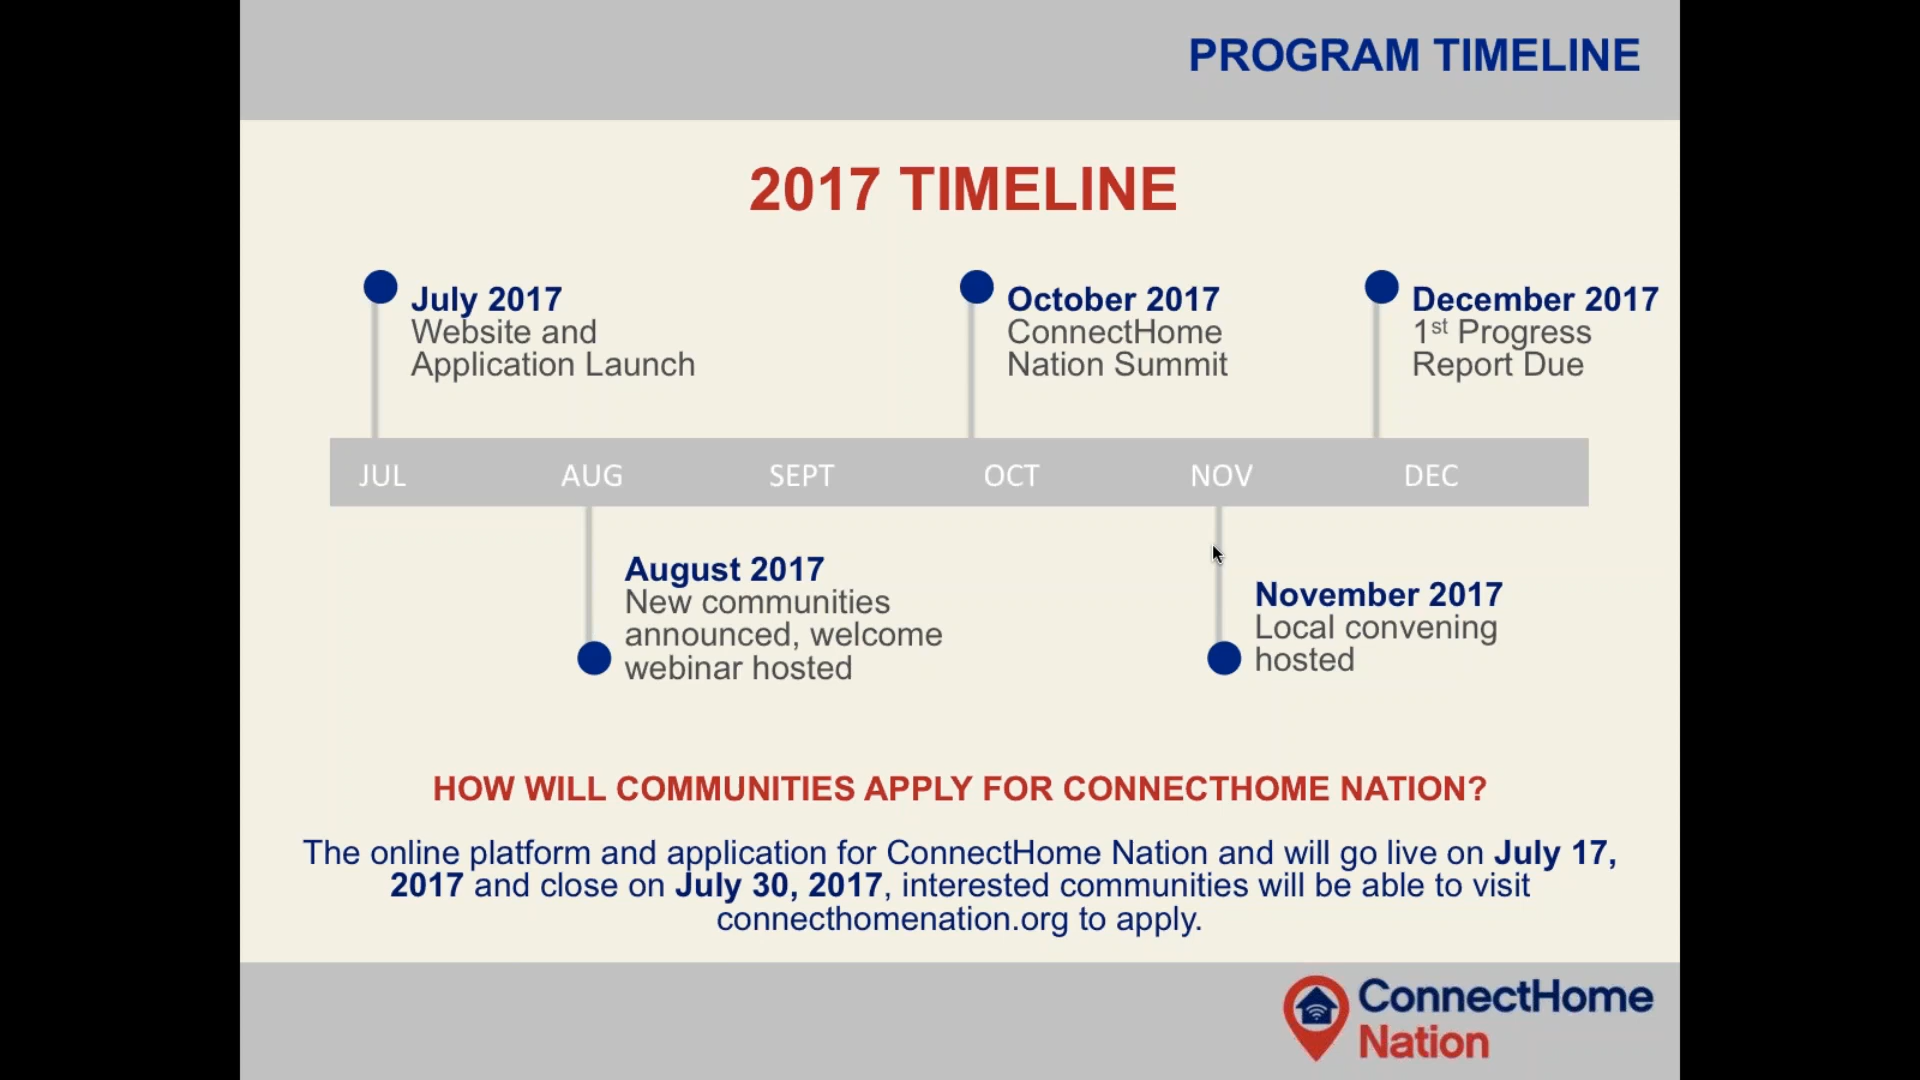 PROGRAM TIMELINE
2017 TIMELINE
July 2017
Website and
Application Launch
October 2017
ConnectHome
Nation Summit
December 2017
1st Progress
Report Due
JUL AUG SEPT OCT NOV DEC
August 2017
New communities
announced, welcome
webinar hosted
November 2017
Local convening
hosted
HOW WILL COMMUNITIES APPLY FOR CONNECTHOME NATION?
The online platform and application for ConnectHome Nation and will go live on July 17,
2017 and close on July 30, 2017, interested communities will be able to visit
connecthomenation.org to apply.
ConnectHome
Nation